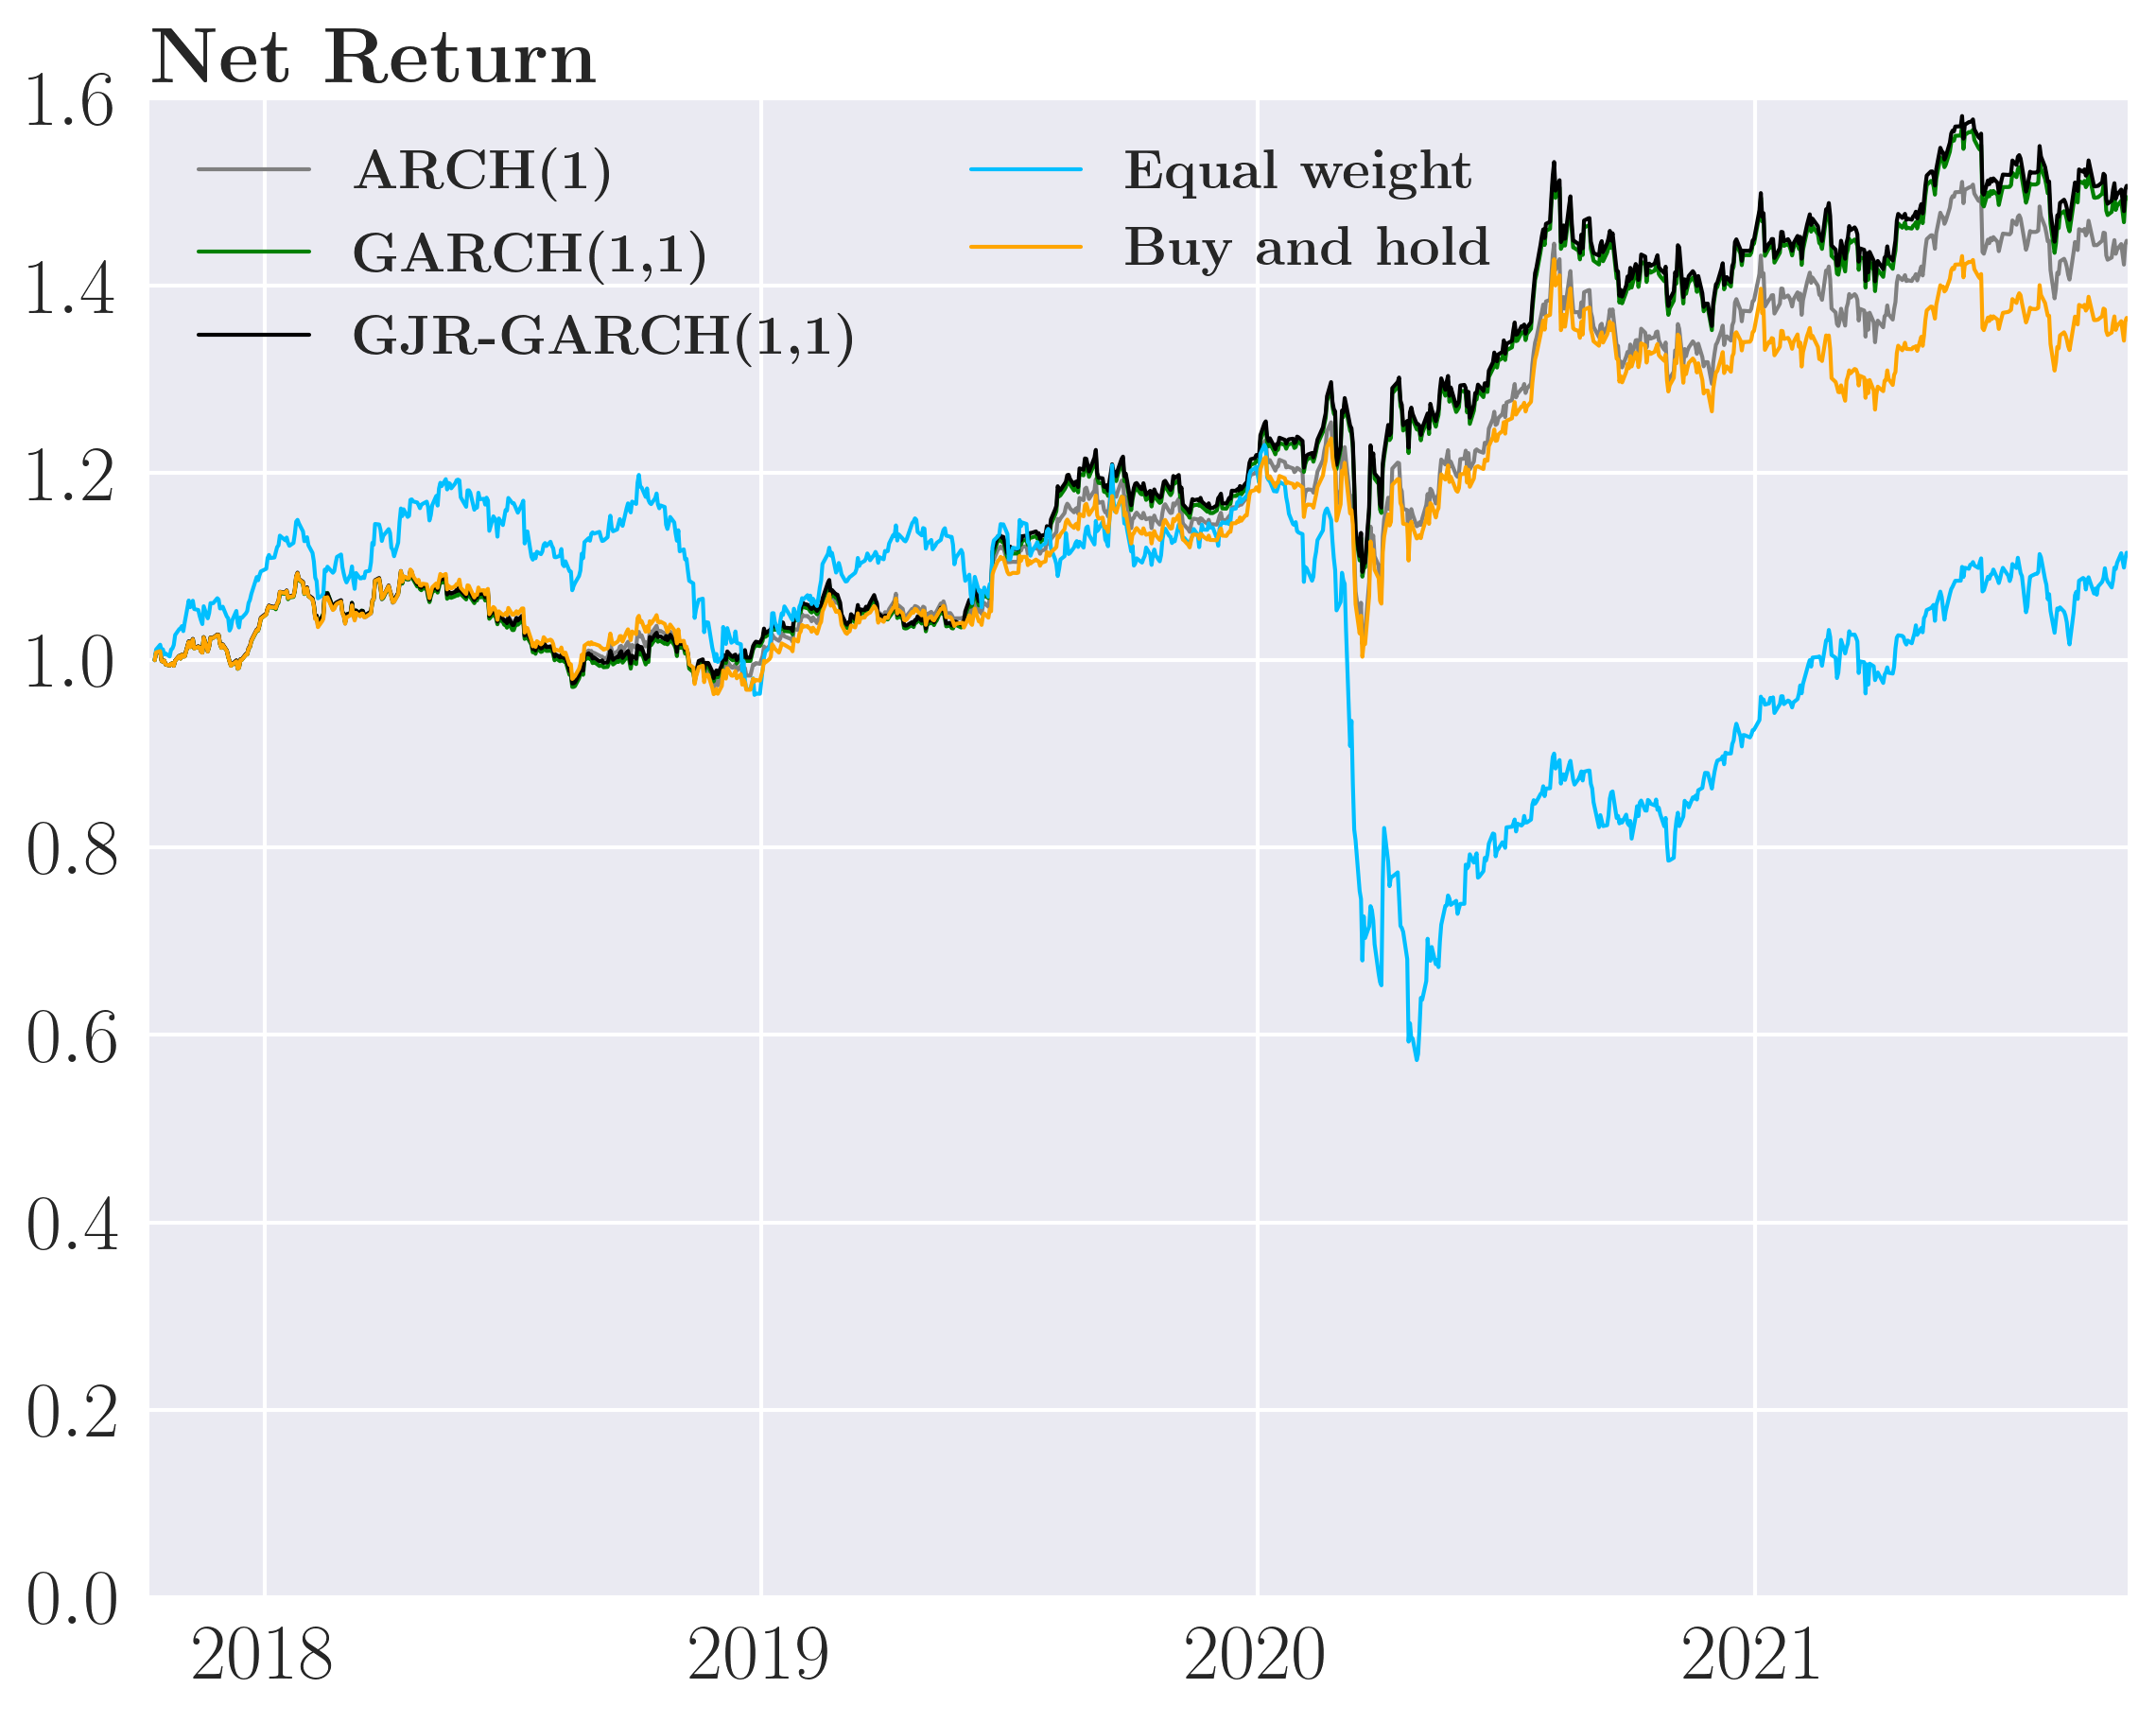 Net Return
1.6
1.4
1.2
1.0
0.8
0.6
0.4
0.2
0.0
ARCH(1)
GARCH(1,1)
GJR-GARCH(1,1)
Equal weight
Buy and hold
2018 2019 2020 2021